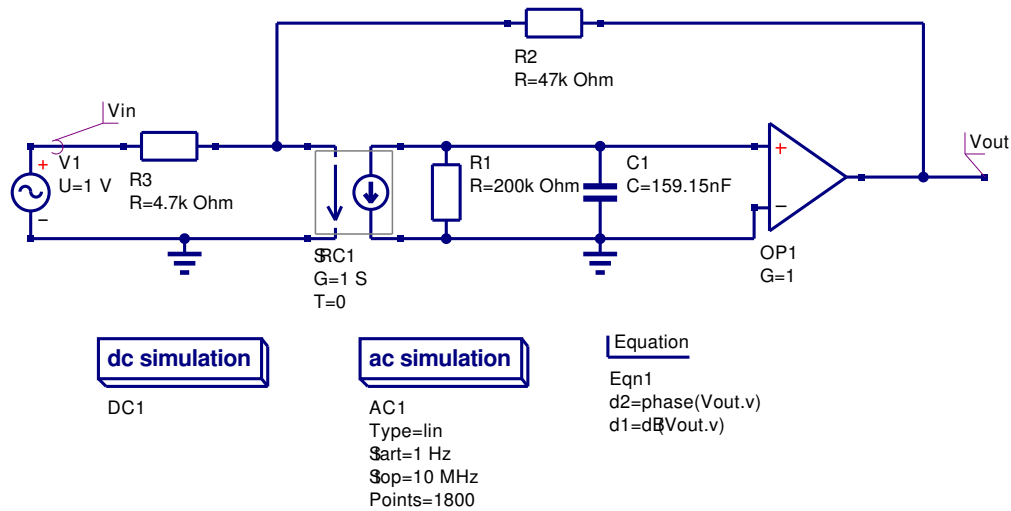 R2
R=47k Ohm
Vin
+
V1
U=1 V
−
R3
R=4.7k Ohm
R1
R=200k Ohm
C1
C=159.15nF
+
−
Vout
SRC1
G=1 S
T=0
OP1
G=1
dc simulation
DC1
ac simulation
AC1
Type=lin
Start=1 Hz
Stop=10 MHz
Points=1800
Equation
Eqn1
d2=phase(Vout.v)
d1=dB(Vout.v)